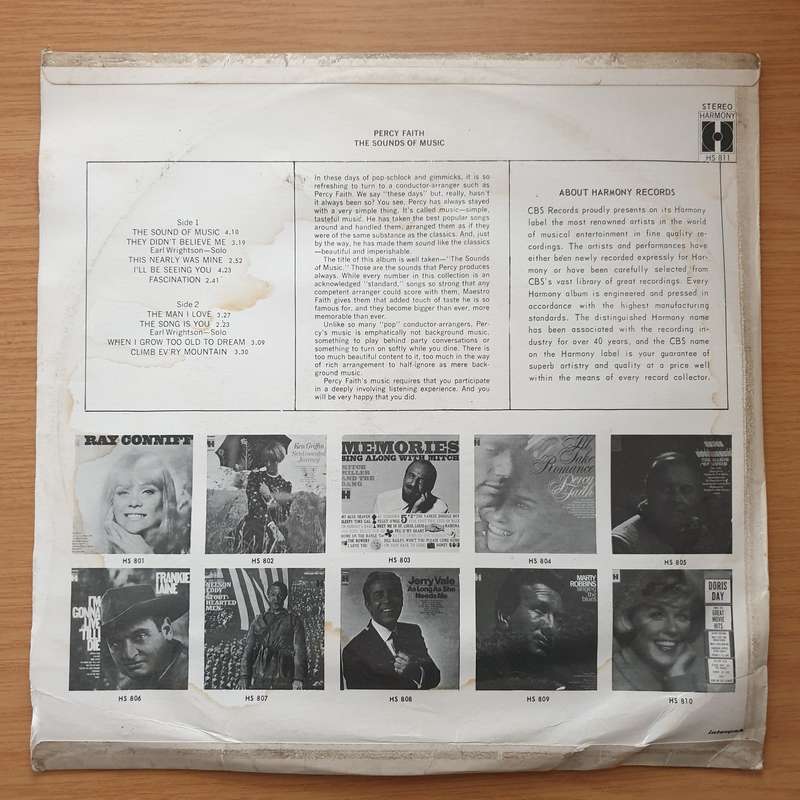 PERCY FAITH
THE SOUNDS OF MUSIC
STEREO
HARMONY
HS 811
Side 1
THE SOUND OF MUSIC 4.10
THEY DIDN'T BELIEVE ME 3.19
Earl Wrightson—Solo
THIS NEARLY WAS MINE 2.52
I'LL BE SEEING YOU 4.23
FASCINATION 2.41
Side 2
THE MAN I LOVE 3.27
THE SONG IS YOU 2.23
Earl Wrightson—Solo
WHEN I GROW TOO OLD TO DREAM 3.09
CLIMB EV'RY MOUNTAIN 3.30
In these days of pop-schlock and gimmicks, it is so
refreshing to turn to a conductor-arranger such as
Percy Faith. We say "these days" but, really, hasn't
it always been so? You see, Percy has always stayed
with a very simple thing. It's called music—simple,
tasteful music. He has taken the best popular songs
around and handled them, arranged them as if they
were of the same substance as the classics. And, just
by the way, he has made them sound like the classics
—beautiful and imperishable.
The title of this album is well taken—"The Sounds
of Music." Those are the sounds that Percy produces
always. While every number in this collection is an
acknowledged "standard," songs so strong that any
competent arranger could score with them, Maestro
Faith gives them that added touch of taste he is so
famous for, and they become bigger than ever, more
memorable than ever.
Unlike so many "pop" conductor-arrangers, Per-
cy's music is emphatically not background music,
something to play behind party conversations or
something to turn on softly while you dine. There is
too much beautiful content to it, too much in the way
of rich arrangement to half-ignore as mere back-
ground music.
Percy Faith's music requires that you participate
in a deeply involving listening experience. And you
will be very happy that you did.
ABOUT HARMONY RECORDS
CBS Records proudly presents on its Harmony
label the most renowned artists in the world
of musical entertainment in fine quality re-
cordings. The artists and performances have
either been newly recorded expressly for Har-
mony or have been carefully selected from
CBS's vast library of great recordings. Every
Harmony album is engineered and pressed in
accordance with the highest manufacturing
standards. The distinguished Harmony name
has been associated with the recording in-
dustry for over 40 years, and the CBS name
on the Harmony label is your guarantee of
superb artistry and quality at a price well
within the means of every record collector.
RAY CONNIFF
HS 801
Ken Griffin
Sentimental
Journey
HS 802
MEMORIES
SING ALONG WITH MITCH
MITCH
MILLER
AND THE
GANG
HS 803
I'll
Take
Romance
Percy
Faith
HS 804
HS 805
FRANKIE
LAINE
I'M
GONNA
LIVE
'TILL I
DIE
HS 806
NELSON
EDDY
STOUT-
HEARTED
MEN
HS 807
Jerry Vale
As Long As She
Needs Me
HS 808
MARTY
ROBBINS
singing
the
blues
HS 809
DORIS
DAY
GREAT
MOVIE
HITS
HS 810
interpak